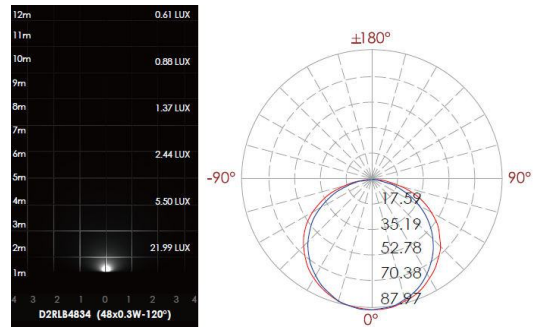 12m 0.61 LUX
11m
10m 0.88 LUX
9m
8m 1.37 LUX
7m
6m 2.44 LUX
5m
4m 5.50 LUX
3m
2m 21.99 LUX
1m
4 3 2 1 0 1 2 3 4
D2RLB4834 (48x0.3W-120°)
±180°
-90° 90°
17.59
35.19
52.78
70.38
87.97
0°